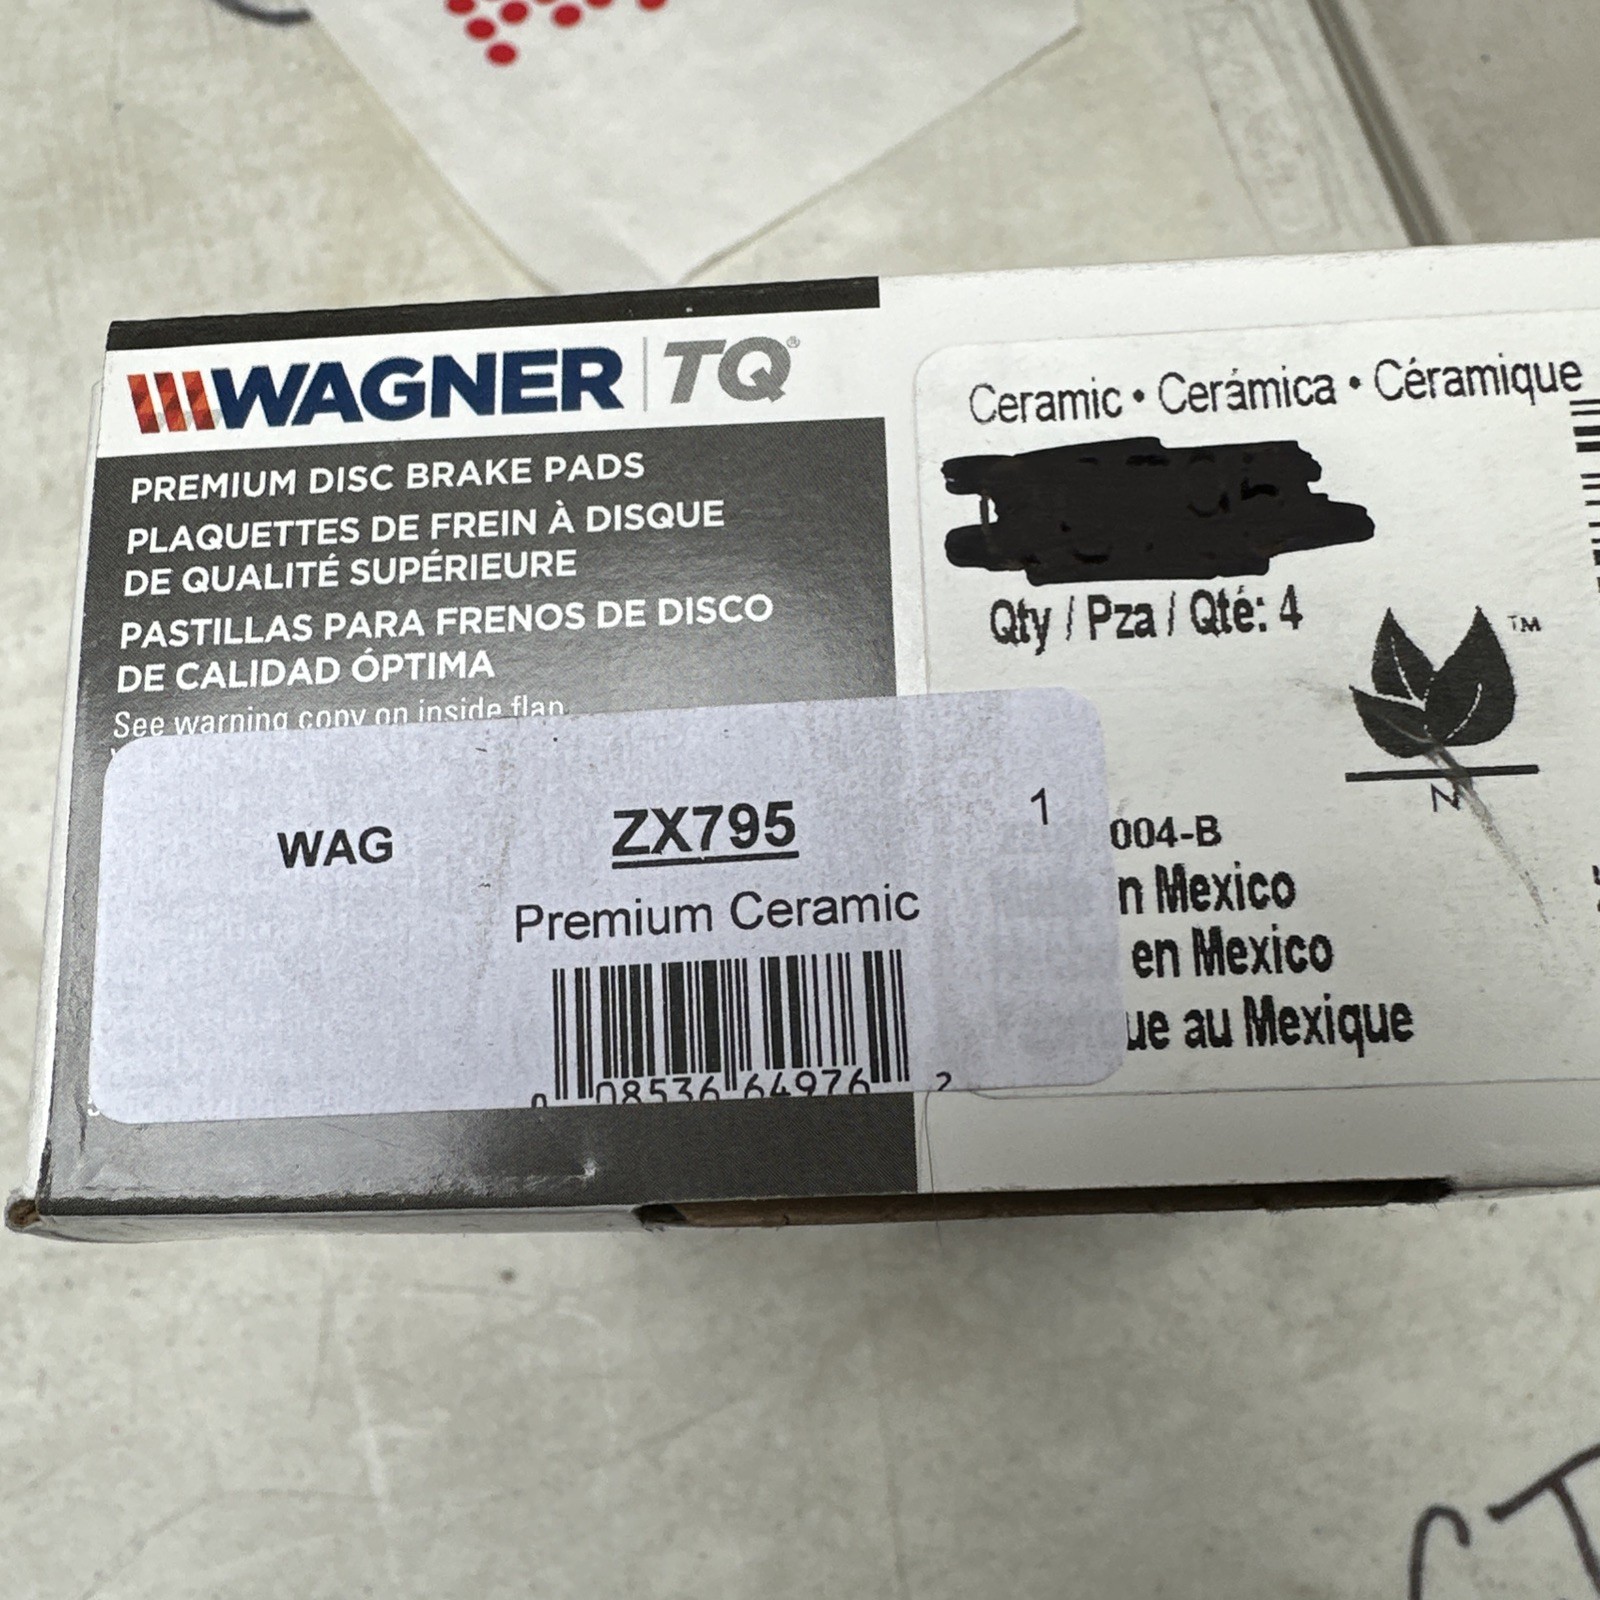 WAGNER TQ®
PREMIUM DISC BRAKE PADS
PLAQUETTES DE FREIN À DISQUE
DE QUALITÉ SUPÉRIEURE
PASTILLAS PARA FRENOS DE DISCO
DE CALIDAD ÓPTIMA
See warning copy on inside flap.
Ceramic • Cerámica • Céramique
Qty / Pza / Qté: 4
TM
N
004-B
n Mexico
en Mexico
ue au Mexique
WAG ZX795 1
Premium Ceramic
0 08536 64976 2
CT